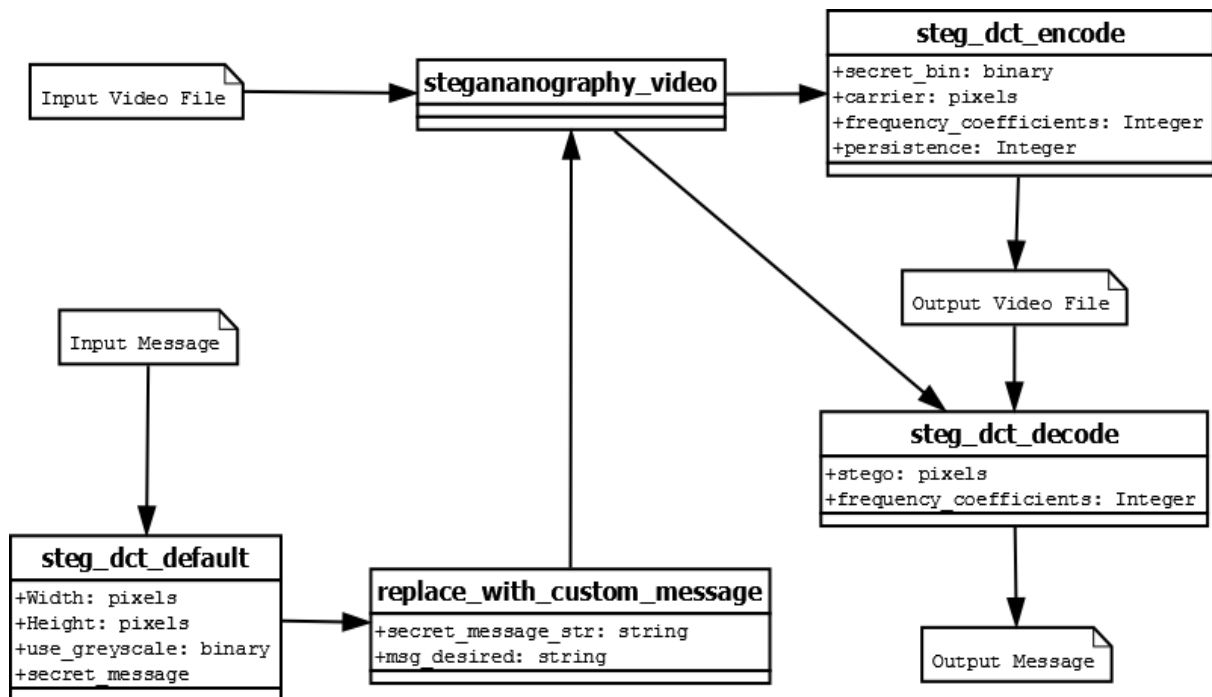 Input Video File
stegananography_video
steg_dct_encode
+secret_bin: binary
+carrier: pixels
+frequency_coefficients: Integer
+persistence: Integer
Output Video File
Input Message
steg_dct_decode
+stego: pixels
+frequency_coefficients: Integer
steg_dct_default
+Width: pixels
+Height: pixels
+use_greyscale: binary
+secret_message
replace_with_custom_message
+secret_message_str: string
+msg_desired: string
Output Message